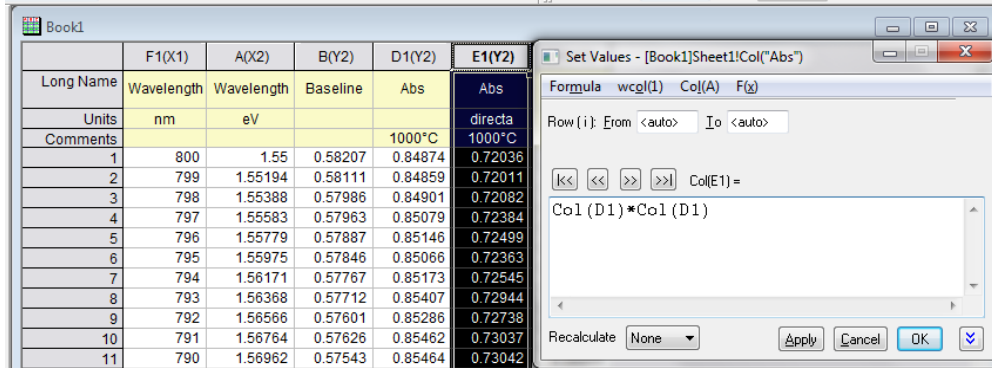 Book1
F1(X1) A(X2) B(Y2) D1(Y2) E1(Y2)
Long Name Wavelength Wavelength Baseline Abs Abs
Units nm eV directa
Comments 1000°C 1000°C
1 800 1.55 0.58207 0.84874 0.72036
2 799 1.55194 0.58111 0.84859 0.72011
3 798 1.55388 0.57986 0.84901 0.72082
4 797 1.55583 0.57963 0.85079 0.72384
5 796 1.55779 0.57887 0.85146 0.72499
6 795 1.55975 0.57846 0.85066 0.72363
7 794 1.56171 0.57767 0.85173 0.72545
8 793 1.56368 0.57712 0.85407 0.72944
9 792 1.56566 0.57601 0.85286 0.72738
10 791 1.56764 0.57626 0.85462 0.73037
11 790 1.56962 0.57543 0.85464 0.73042
Set Values - [Book1]Sheet1!Col("Abs")
Formula wcol(1) Col(A) F(x)
Row (i): From <auto> To <auto>
|<< << >> >>| Col(E1) =
Col(D1)*Col(D1)
Recalculate None Apply Cancel OK